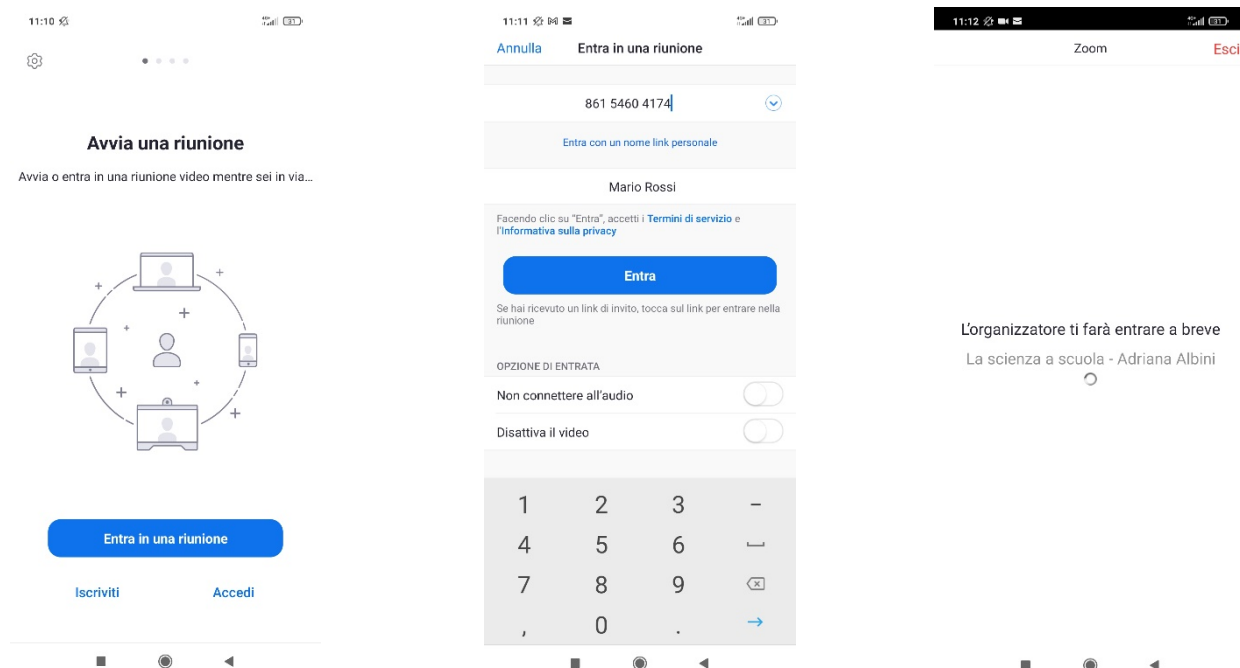 11:10
31
Avvia una riunione
Avvia o entra in una riunione video mentre sei in via...
Entra in una riunione
Iscriviti
Accedi
11:11
31
Annulla
Entra in una riunione
861 5460 4174
Entra con un nome link personale
Mario Rossi
Facendo clic su "Entra", accetti i Termini di servizio e
l'Informativa sulla privacy
Entra
Se hai ricevuto un link di invito, tocca sul link per entrare nella
riunione
OPZIONE DI ENTRATA
Non connettere all'audio
Disattiva il video
1 2 3 –
4 5 6
7 8 9
, 0 .
11:12
31
Zoom
Esci
L'organizzatore ti farà entrare a breve
La scienza a scuola - Adriana Albini